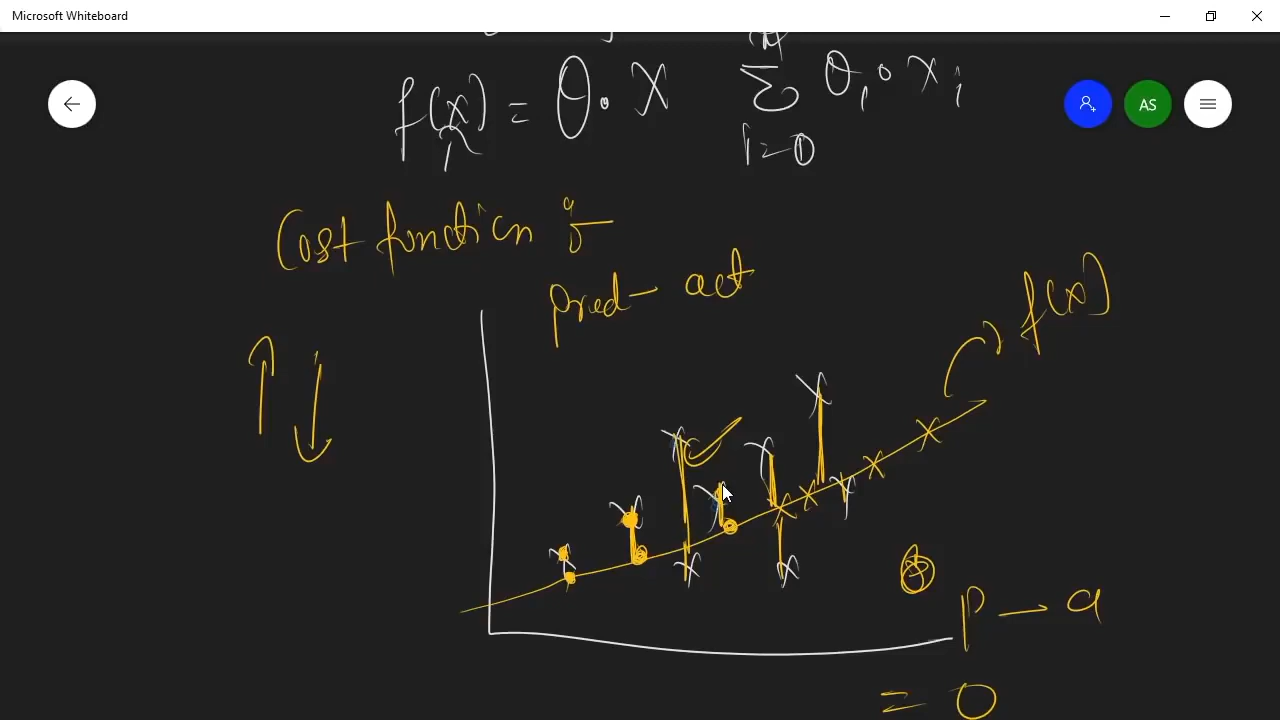 Microsoft Whiteboard
f(x) = θ · X Σ i=0 θi · xi
AS
Cost function :-
pred - act
f(x)
p - a
= 0